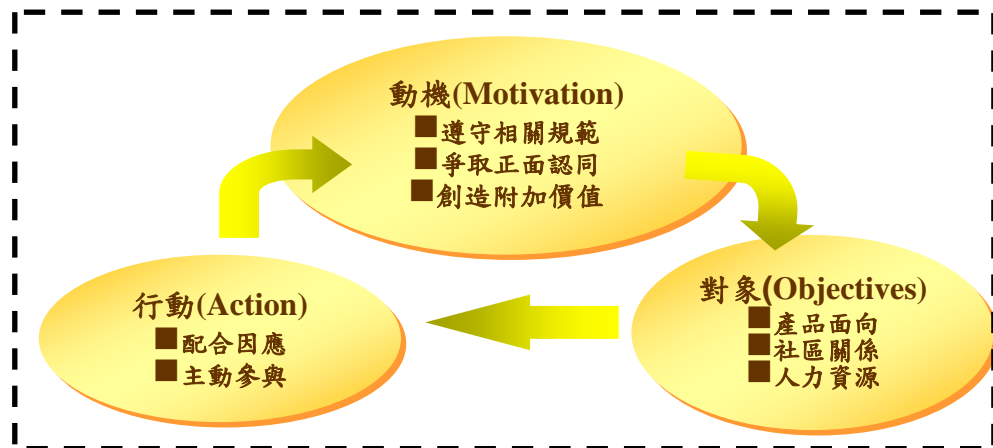 動機(Motivation)
■遵守相關規範
■爭取正面認同
■創造附加價值
對象(Objectives)
■產品面向
■社區關係
■人力資源
行動(Action)
■配合因應
■主動參與